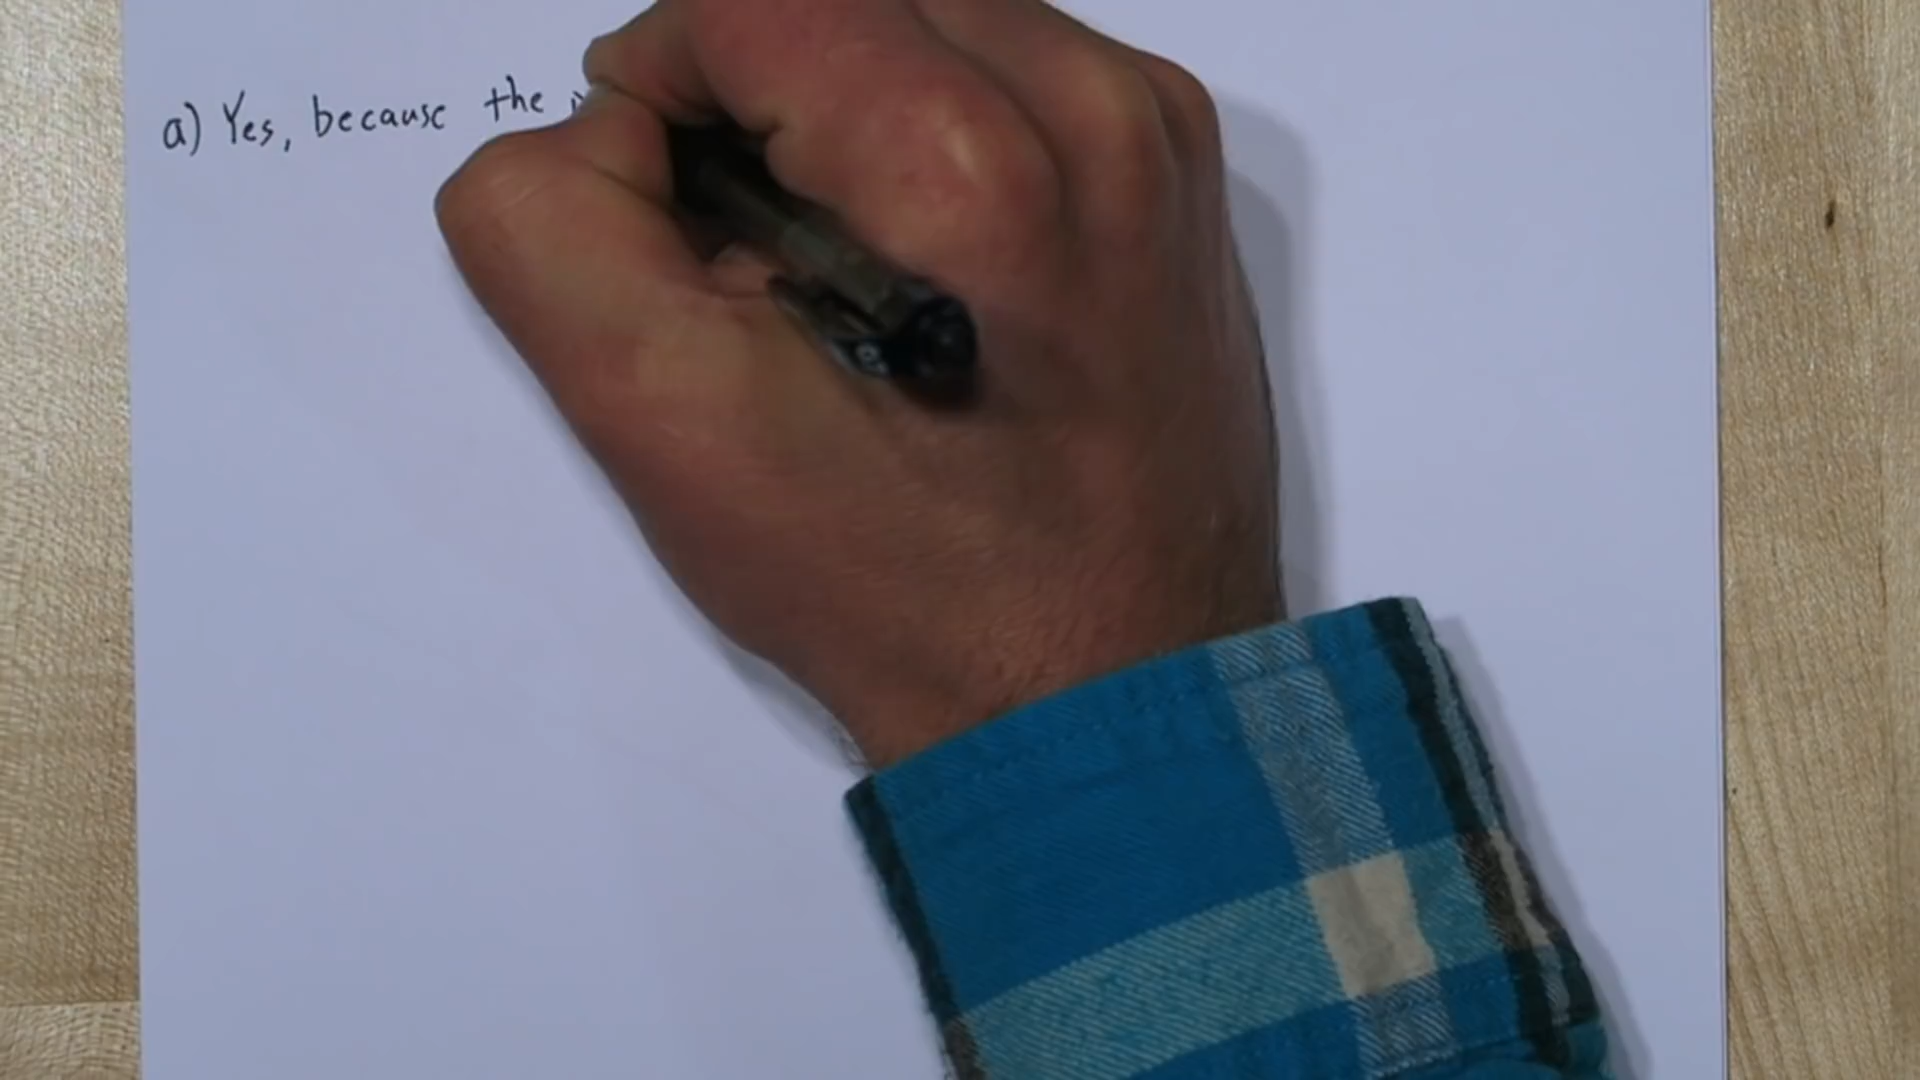 a) Yes, because the